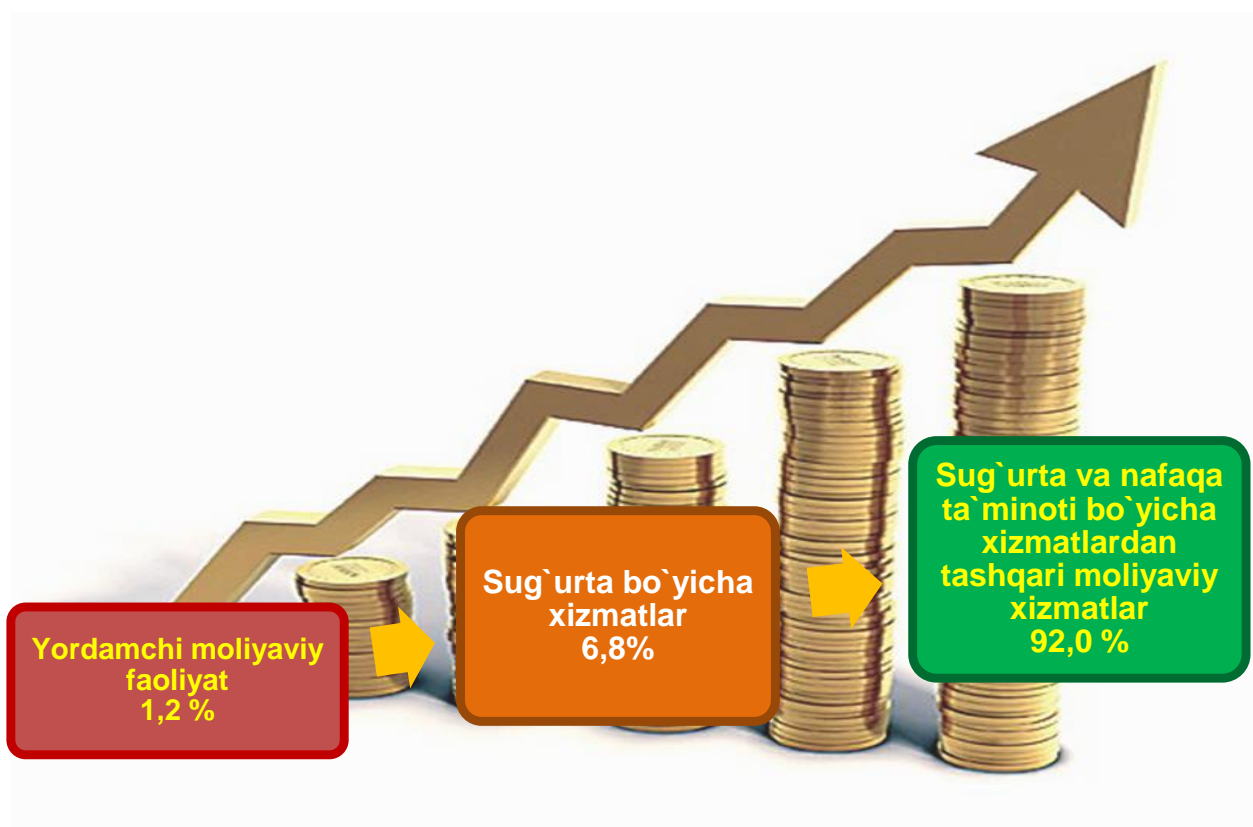 Yordamchi moliyaviy
faoliyat
1,2 %
Sug`urta bo`yicha
xizmatlar
6,8%
Sug`urta va nafaqa
ta`minoti bo`yicha
xizmatlardan
tashqari moliyaviy
xizmatlar
92,0 %